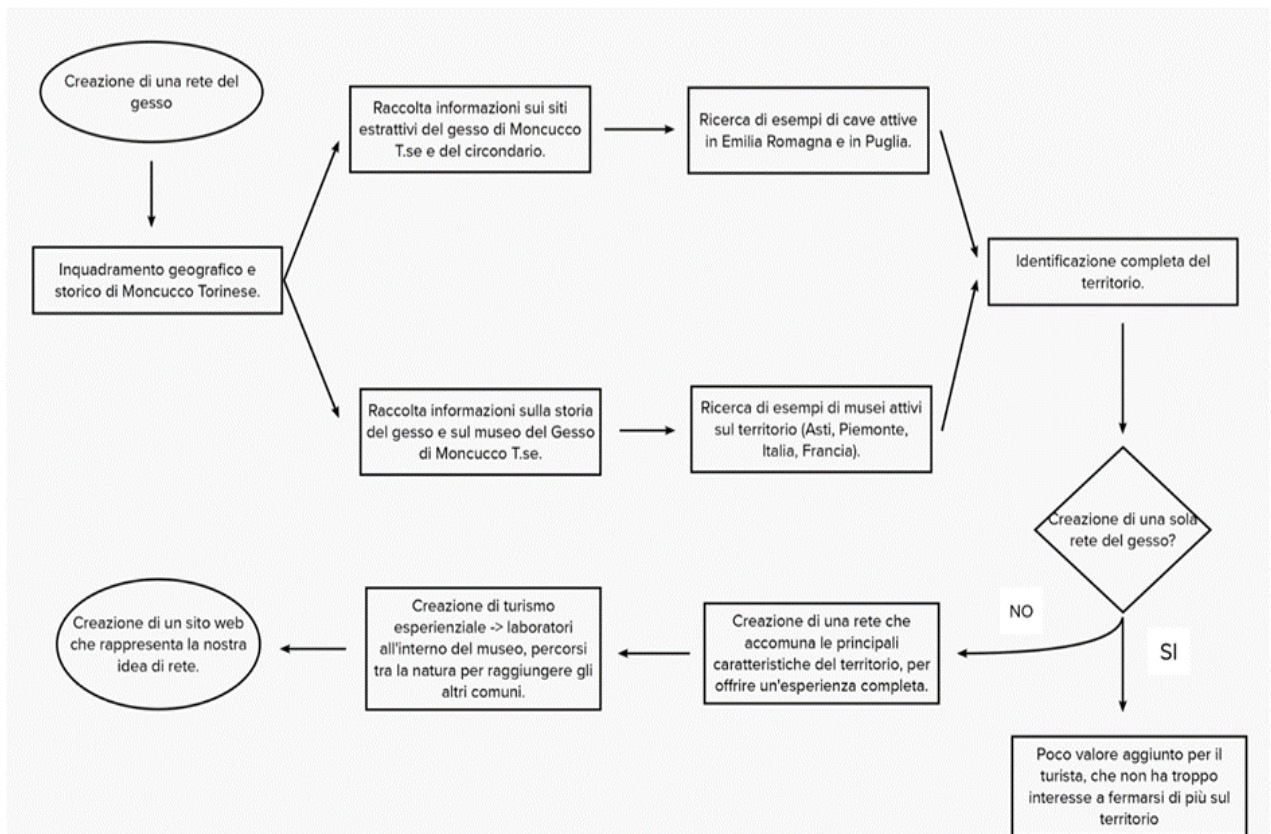 Creazione di una rete del
gesso
Inquadramento geografico e
storico di Moncucco Torinese.
Raccolta informazioni sui siti
estrattivi del gesso di Moncucco
T.se e del circondario.
Ricerca di esempi di cave attive
in Emilia Romagna e in Puglia.
Raccolta informazioni sulla storia
del gesso e sul museo del Gesso
di Moncucco T.se.
Ricerca di esempi di musei attivi
sul territorio (Asti, Piemonte,
Italia, Francia).
Identificazione completa del
territorio.
Creazione di una sola
rete del gesso?
NO
SI
Creazione di una rete che
accomuna le principali
caratteristiche del territorio, per
offrire un'esperienza completa.
Creazione di turismo
esperienziale -> laboratori
all'interno del museo, percorsi
tra la natura per raggiungere gli
altri comuni.
Creazione di un sito web
che rappresenta la nostra
idea di rete.
Poco valore aggiunto per il
turista, che non ha troppo
interesse a fermarsi di più sul
territorio